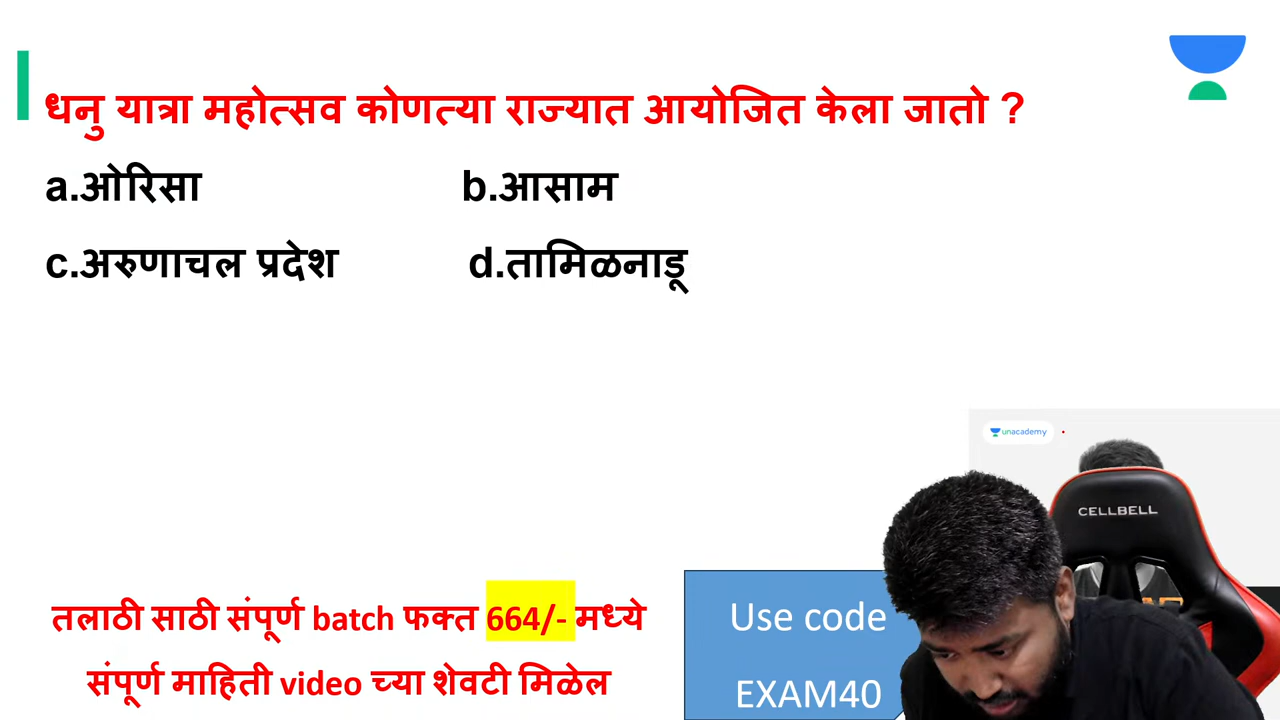 धनु यात्रा महोत्सव कोणत्या राज्यात आयोजित केला जातो ?
a.ओरिसा b.आसाम
c.अरुणाचल प्रदेश d.तामिळनाडू
unacademy
CELLBELL
तलाठी साठी संपूर्ण batch फक्त 664/- मध्ये
संपूर्ण माहिती video च्या शेवटी मिळेल
Use code
EXAM40